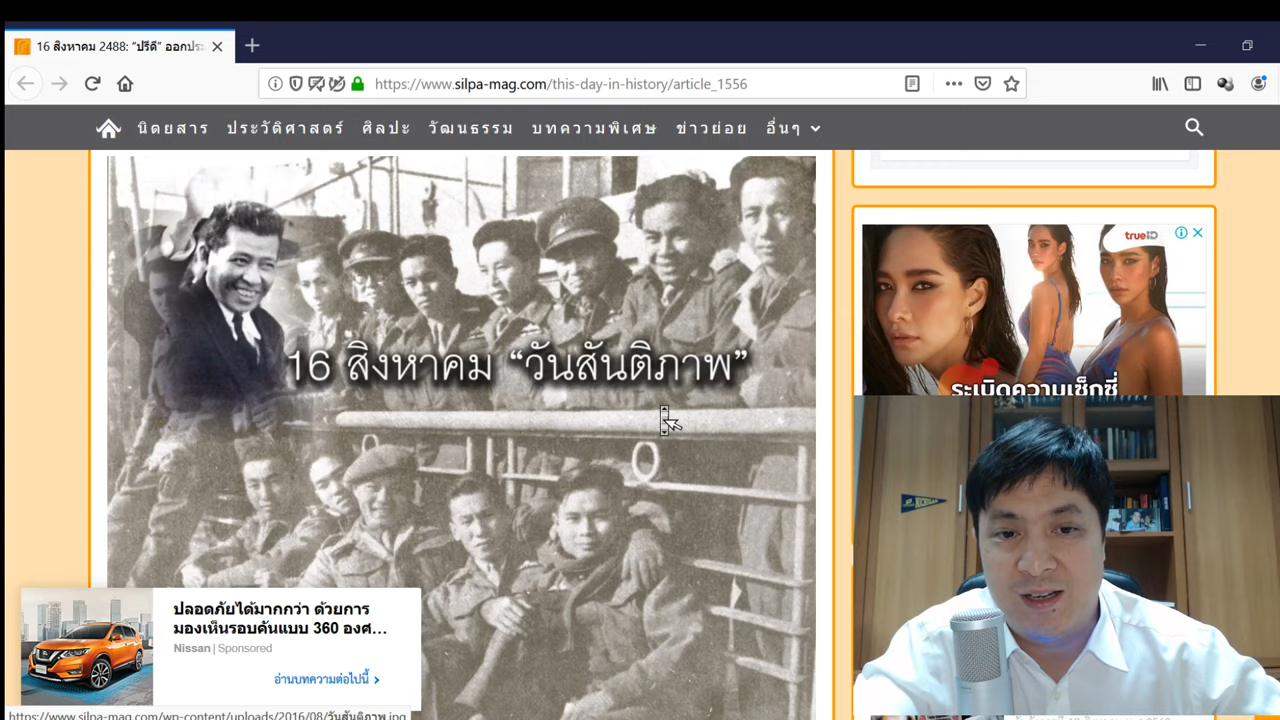 16 สิงหาคม 2488: “ปรีดี” ออกประ
https://www.silpa-mag.com/this-day-in-history/article_1556
นิตยสาร ประวัติศาสตร์ ศิลปะ วัฒนธรรม บทความพิเศษ ข่าวย่อย อื่นๆ
trueID
16 สิงหาคม “วันสันติภาพ”
ระเบิดความเซ็กซี่
MICHIGAN
ปลอดภัยได้มากกว่า ด้วยการ
มองเห็นรอบคันแบบ 360 องศ...
Nissan | Sponsored
อ่านบทความต่อไปนี้
https://www.silpa-mag.com/wp-content/uploads/2016/08/วันสันติภาพ.jpg